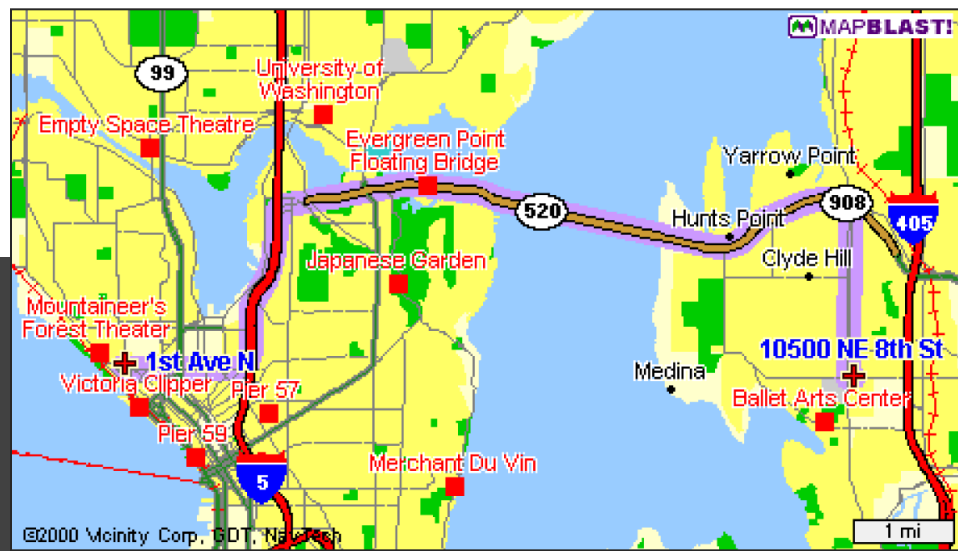 MAPBLAST!
99
University of
Washington
Empty Space Theatre
Evergreen Point
Floating Bridge
Yarrow Point
520
908
Hunts Point
405
Clyde Hill
Japanese Garden
Mountaineer's
Forest Theater
1st Ave N
10500 NE 8th St
Victoria Clipper
Pier 57
Medina
Ballet Arts Center
Pier 59
Merchant Du Vin
5
©2000 Vicinity Corp, GDT, NavTech
1 mi